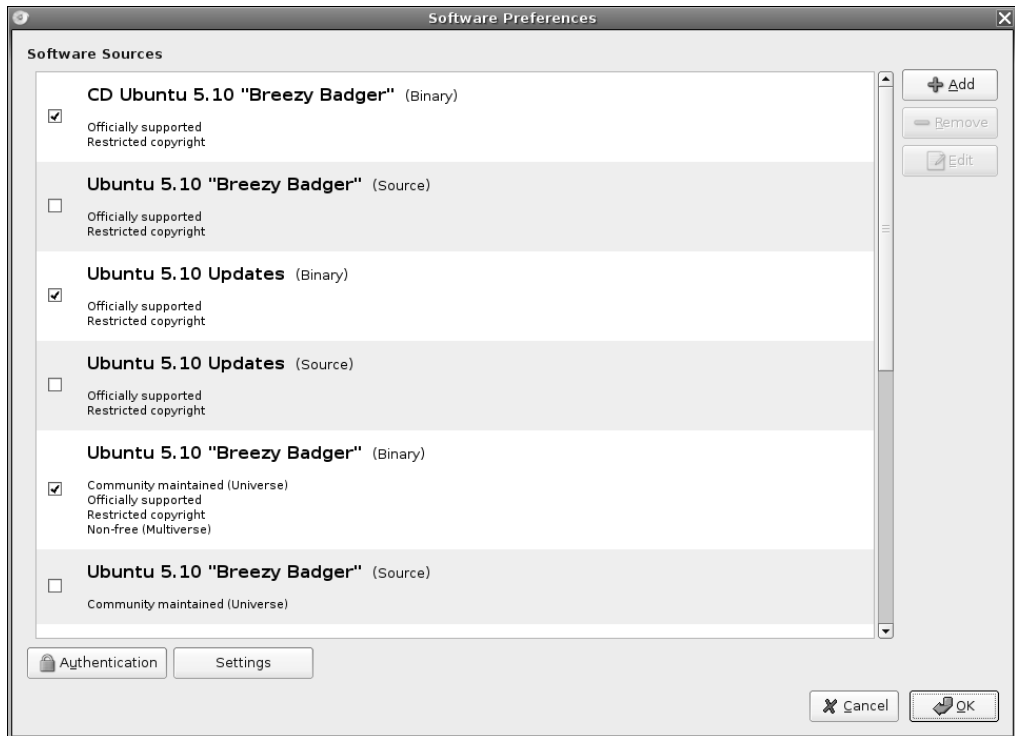 Software Preferences
Software Sources
CD Ubuntu 5.10 "Breezy Badger" (Binary)
Officially supported
Restricted copyright
Ubuntu 5.10 "Breezy Badger" (Source)
Officially supported
Restricted copyright
Ubuntu 5.10 Updates (Binary)
Officially supported
Restricted copyright
Ubuntu 5.10 Updates (Source)
Officially supported
Restricted copyright
Ubuntu 5.10 "Breezy Badger" (Binary)
Community maintained (Universe)
Officially supported
Restricted copyright
Non-free (Multiverse)
Ubuntu 5.10 "Breezy Badger" (Source)
Community maintained (Universe)
Add
Remove
Edit
Authentication
Settings
Cancel
OK